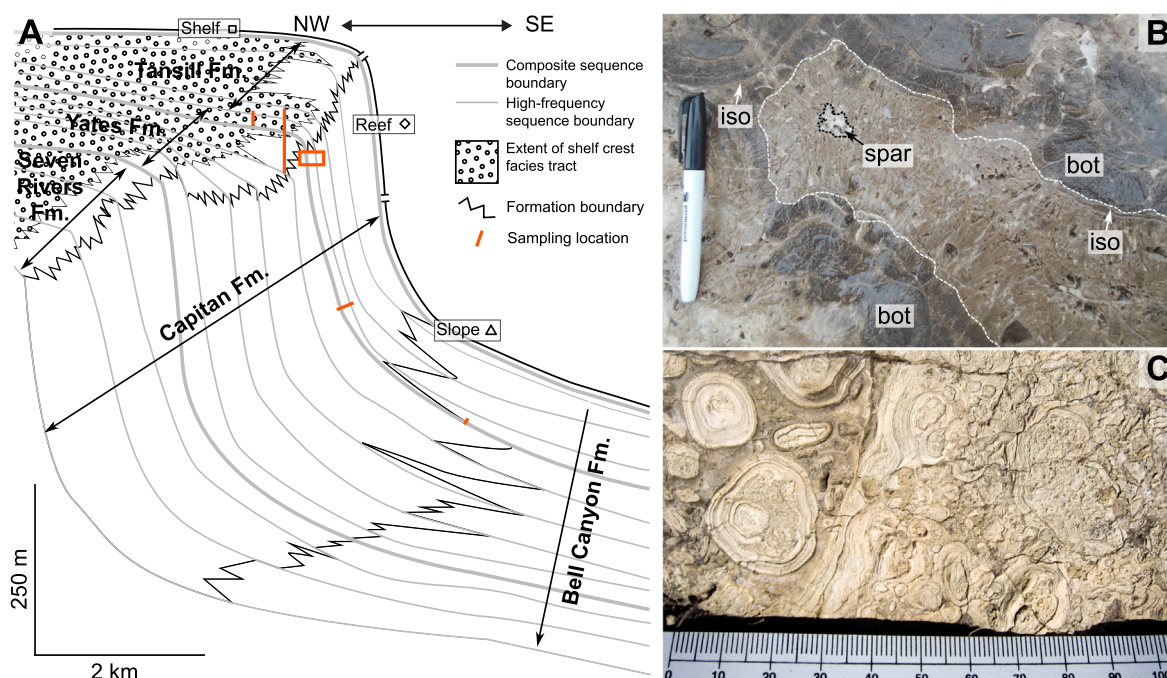 A
NW
SE
Shelf
Tansill Fm.
Yates Fm.
Seven
Rivers
Fm.
Reef
Capitan Fm.
Slope
Bell Canyon Fm.
250 m
2 km
Composite sequence
boundary
High-frequency
sequence boundary
Extent of shelf crest
facies tract
Formation boundary
Sampling location
B
iso
spar
bot
iso
bot
C
0 10 20 30 40 50 60 70 80 90 100